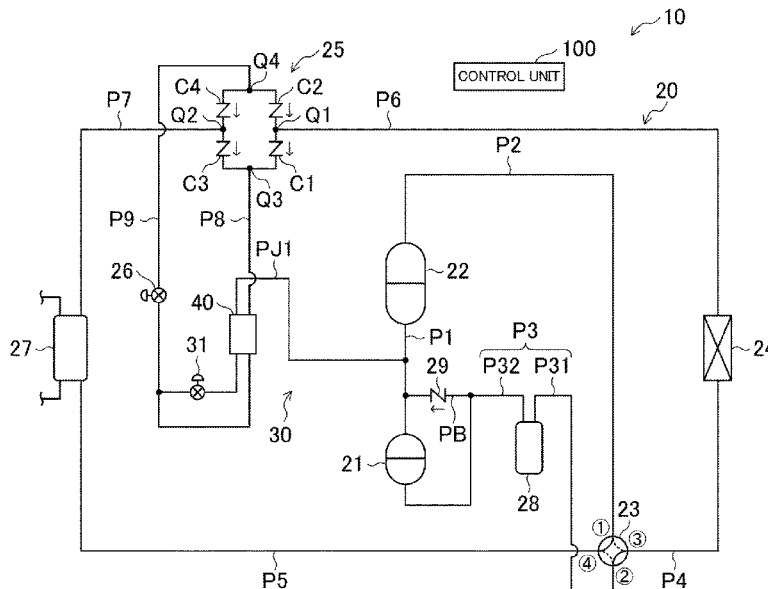 10
25
100
Q4
CONTROL UNIT
C4
C2
20
P7
Q2
Q1
P6
P2
C3
C1
Q3
P9
P8
PJ1
26
22
40
P1
P3
27
24
31
29
P32
P31
30
PB
21
28
23
①
③
④
②
P5
P4